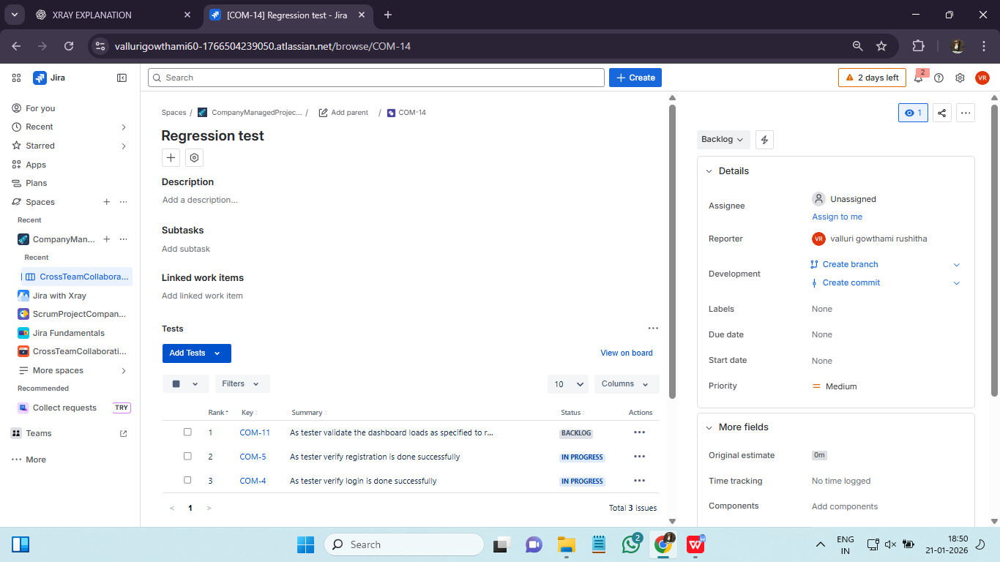 XRAY EXPLANATION
[COM-14] Regression test - Jira
vallurigowthami60-1766504239050.atlassian.net/browse/COM-14
Jira
Search
Create
2 days left
2
VR
For you
Recent
Starred
Apps
Plans
Spaces
Recent
CompanyMan...
Recent
CrossTeamCollabora...
Jira with Xray
ScrumProjectCompan...
Jira Fundamentals
CrossTeamCollaborati...
More spaces
Recommended
Collect requests TRY
Teams
More
Spaces / CompanyManagedProjec... / Add parent / COM-14
Regression test
Description
Add a description...
Subtasks
Add subtask
Linked work items
Add linked work item
Tests
Add Tests
View on board
Filters
10
Columns
Rank Key Summary Status Actions
1 COM-11 As tester validate the dashboard loads as specified to r... BACKLOG
2 COM-5 As tester verify registration is done successfully IN PROGRESS
3 COM-4 As tester verify login is done successfully IN PROGRESS
< 1 >
Total 3 issues
1
Backlog
Details
Assignee
Unassigned
Assign to me
Reporter
VR valluri gowthami rushitha
Development
Create branch
Create commit
Labels None
Due date None
Start date None
Priority Medium
More fields
Original estimate 0m
Time tracking No time logged
Components Add components
Search
2
ENG
IN
18:50
21-01-2026